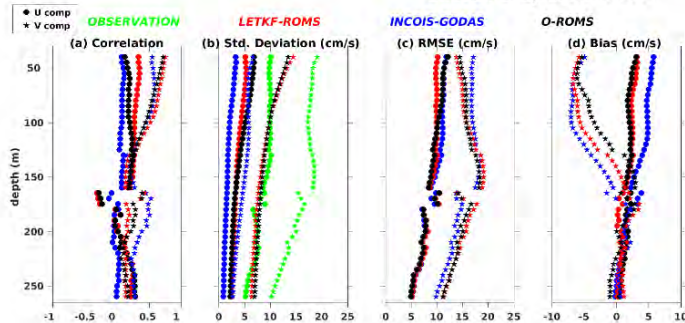 U comp
V comp
OBSERVATION LETKF-ROMS INCOIS-GODAS O-ROMS
(a) Correlation (b) Std. Deviation (cm/s) (c) RMSE (cm/s) (d) Bias (cm/s)
depth (m)
50
100
150
200
250
-1 -0.5 0 0.5 1
0 5 10 15 20 25
0 5 10 15 20 25
-10 -5 0 5 10